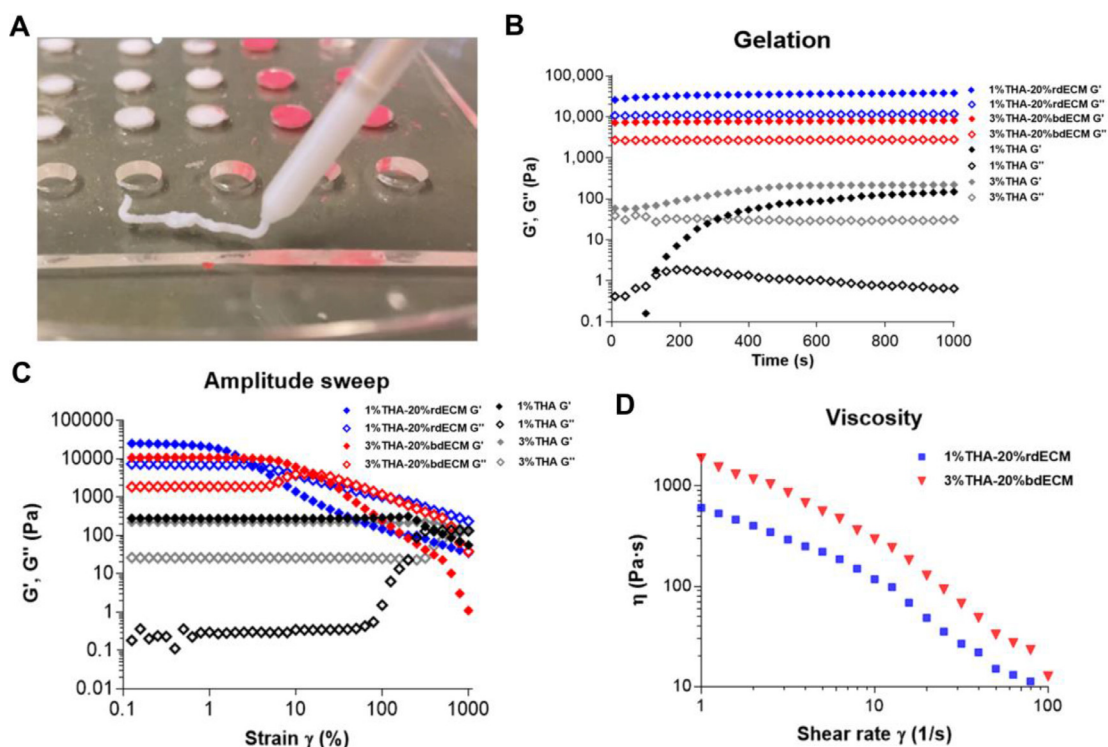 A
B
Gelation
100,000
10,000
1,000
100
10
1
0.1
G', G'' (Pa)
0 200 400 600 800 1000
Time (s)
1%THA-20%rdECM G'
1%THA-20%rdECM G''
3%THA-20%bdECM G'
3%THA-20%bdECM G''
1%THA G'
1%THA G''
3%THA G'
3%THA G''
C
Amplitude sweep
1%THA-20%rdECM G'
1%THA-20%rdECM G''
3%THA-20%bdECM G'
3%THA-20%bdECM G''
1%THA G'
1%THA G''
3%THA G'
3%THA G''
100000
10000
1000
100
10
1
0.1
0.01
G', G'' (Pa)
0.1 1 10 100 1000
Strain γ (%)
D
Viscosity
1%THA-20%rdECM
3%THA-20%bdECM
1000
100
10
η (Pa·s)
1 10 100
Shear rate γ (1/s)